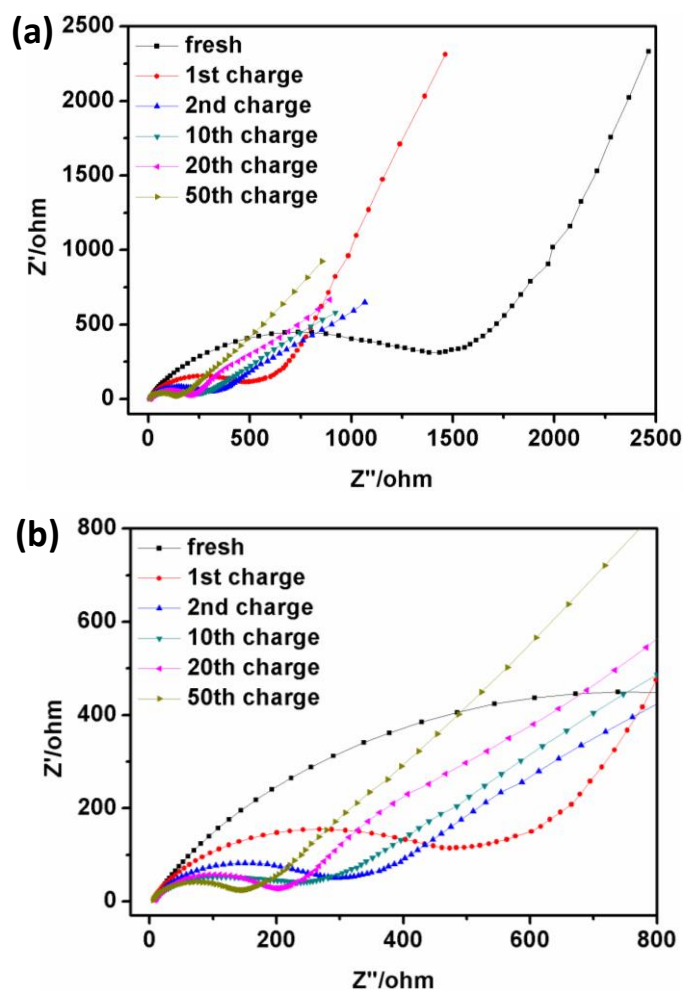 (a)
2500
2000
1500
1000
500
0
Z'/ohm
fresh
1st charge
2nd charge
10th charge
20th charge
50th charge
0 500 1000 1500 2000 2500
Z''/ohm
(b)
800
600
400
200
0
Z'/ohm
fresh
1st charge
2nd charge
10th charge
20th charge
50th charge
0 200 400 600 800
Z''/ohm